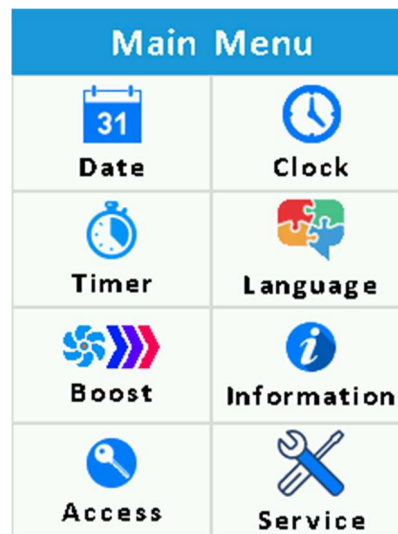 Main Menu
31
Date
Clock
Timer
Language
Boost
Information
Access
Service